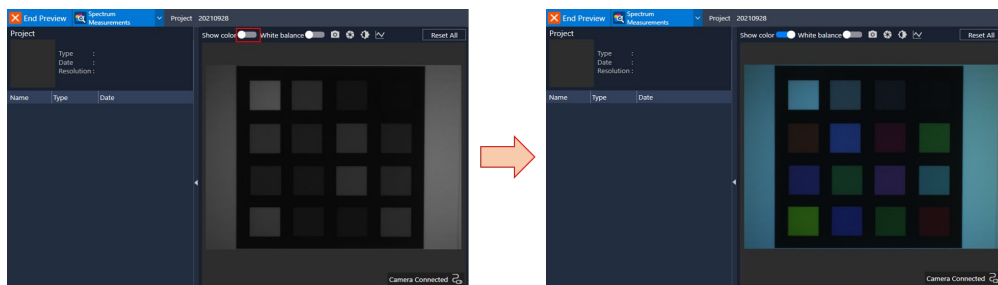 End Preview
Spectrum
Measurements
Project 20210928
Project
Type :
Date :
Resolution :
Name Type Date
Show color White balance Reset All
Camera Connected
End Preview
Spectrum
Measurements
Project 20210928
Project
Type :
Date :
Resolution :
Name Type Date
Show color White balance Reset All
Camera Connected